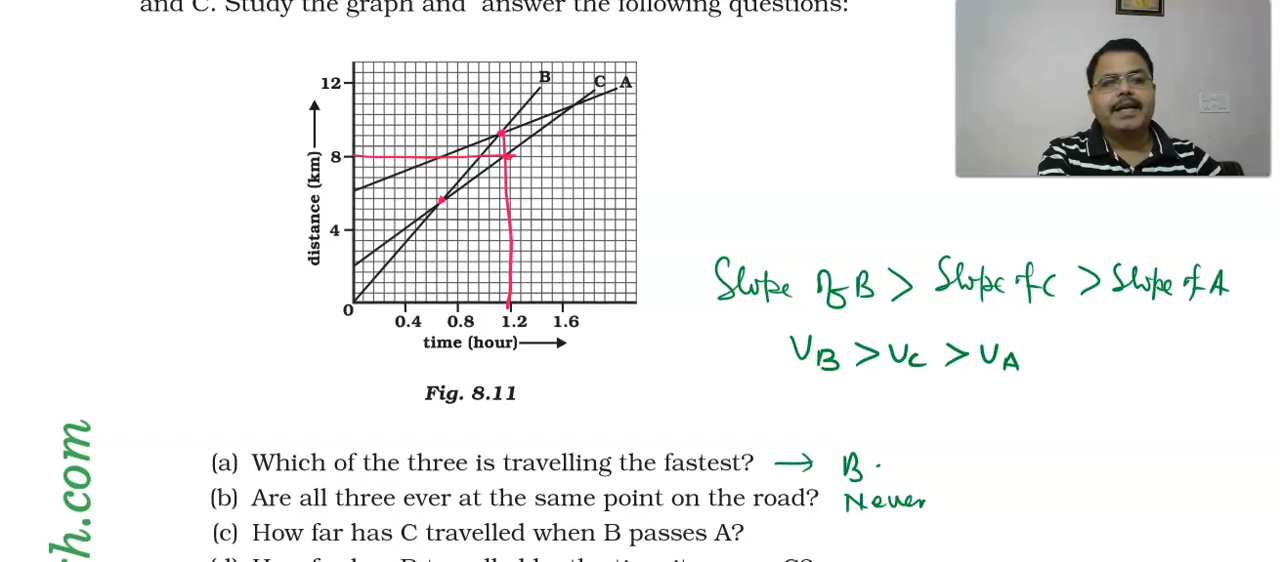 and C. Study the graph and answer the following questions:
12
8
4
0
distance (km)
B
C A
0.4 0.8 1.2 1.6
time (hour)
Fig. 8.11
Slope of B > Slope of C > Slope of A
VB > VC > VA
(a) Which of the three is travelling the fastest? → B.
(b) Are all three ever at the same point on the road? Never
(c) How far has C travelled when B passes A?
h.com